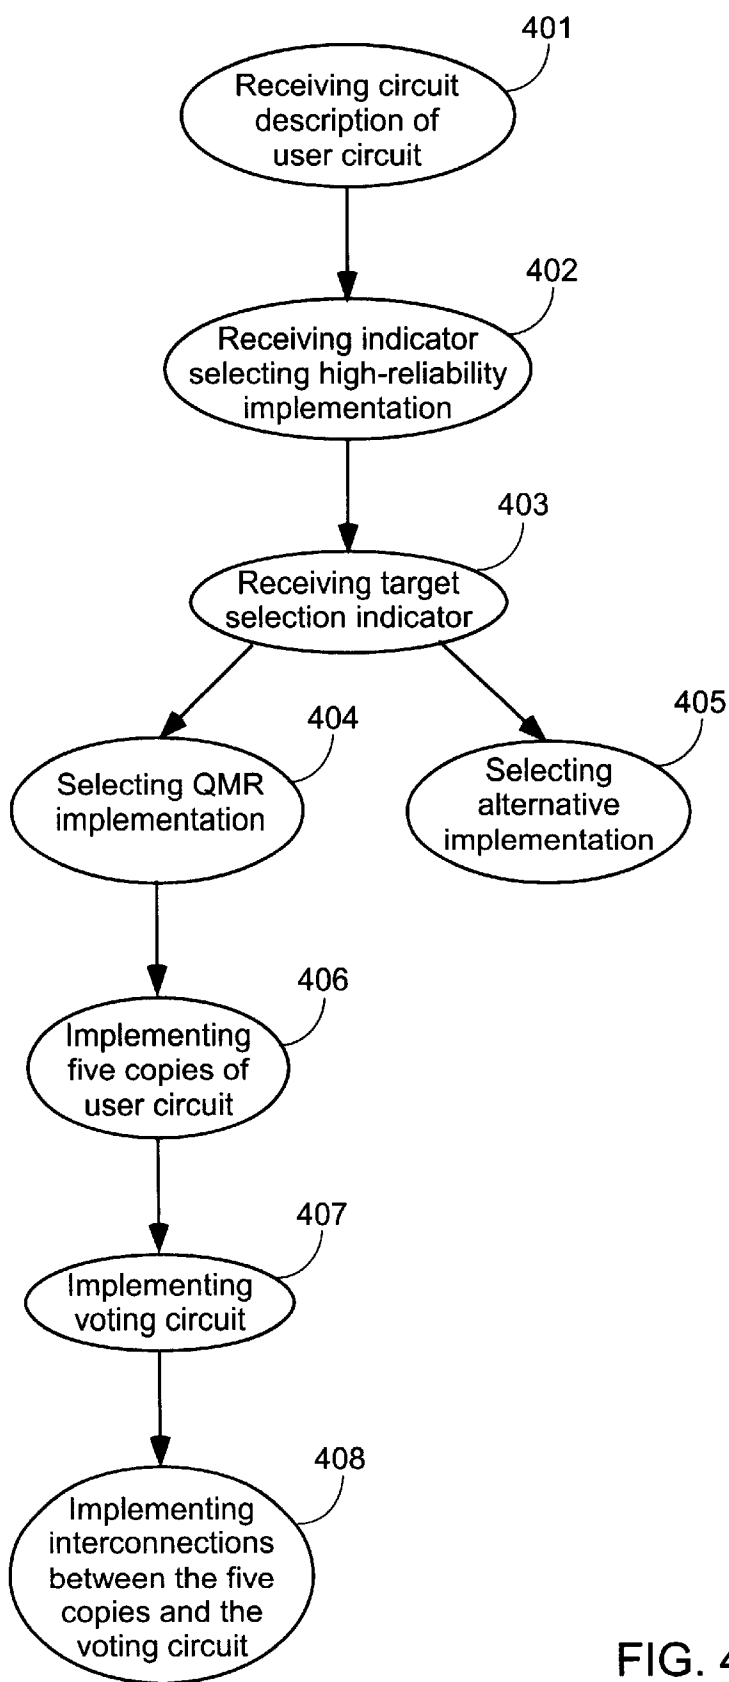 401
Receiving circuit
description of
user circuit
402
Receiving indicator
selecting high-reliability
implementation
403
Receiving target
selection indicator
404
Selecting QMR
implementation
405
Selecting
alternative
implementation
406
Implementing
five copies of
user circuit
407
Implementing
voting circuit
408
Implementing
interconnections
between the five
copies and the
voting circuit
FIG. 4